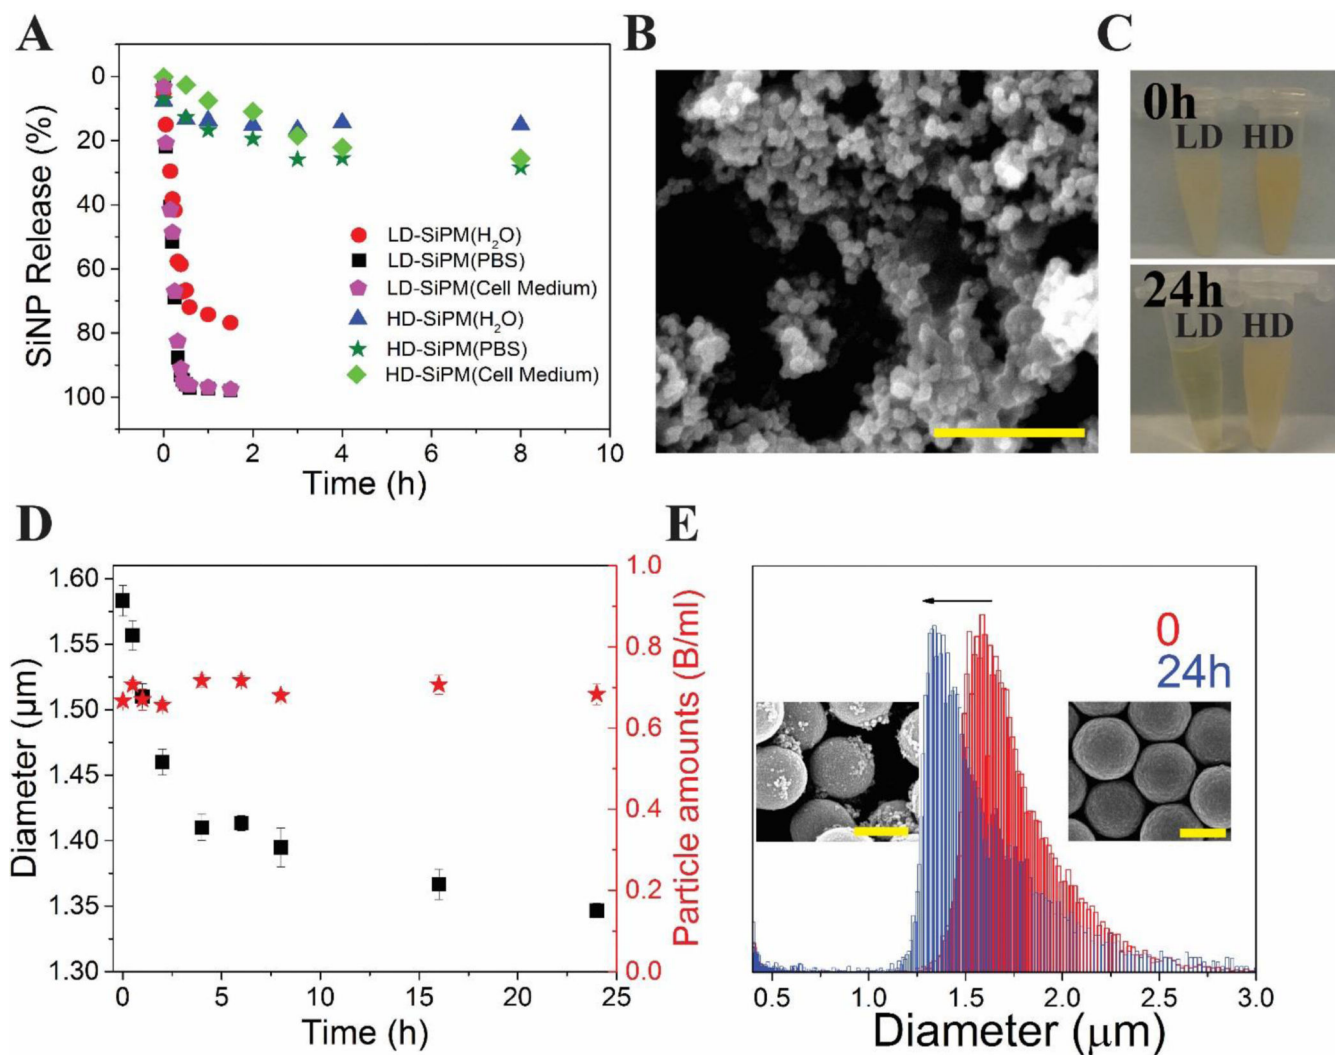 A
SiNP Release (%)
0
20
40
60
80
100
LD-SiPM(H₂O)
LD-SiPM(PBS)
LD-SiPM(Cell Medium)
HD-SiPM(H₂O)
HD-SiPM(PBS)
HD-SiPM(Cell Medium)
0 2 4 6 8 10
Time (h)
B
C
0h
LD HD
24h
LD HD
D
Diameter (μm)
1.60
1.55
1.50
1.45
1.40
1.35
1.30
1.0
0.8
0.6
0.4
0.2
0.0
Particle amounts (B/ml)
0 5 10 15 20 25
Time (h)
E
0
24h
0.5 1.0 1.5 2.0 2.5 3.0
Diameter (μm)